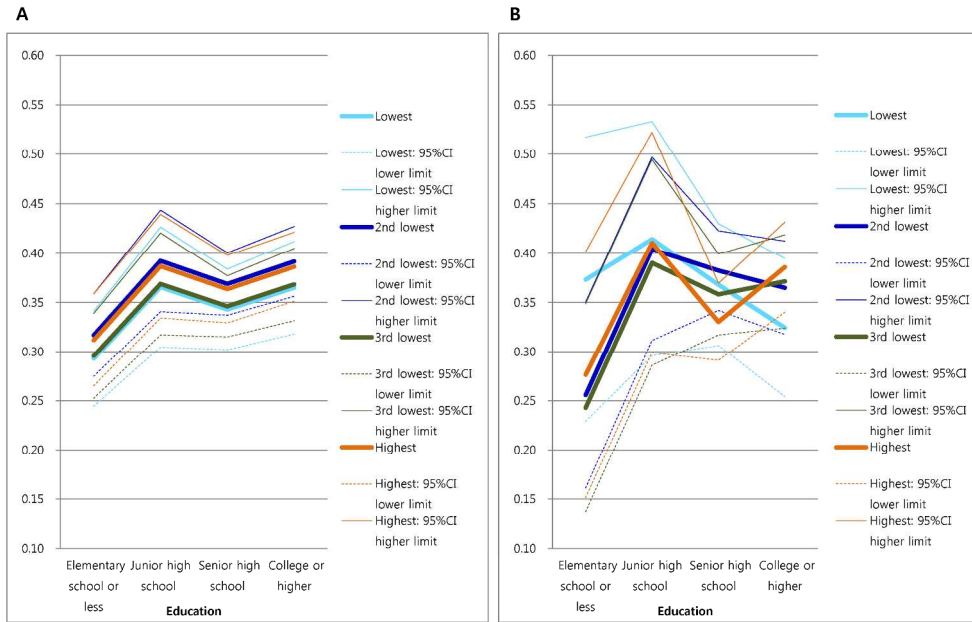 A
0.60
0.55
0.50
0.45
0.40
0.35
0.30
0.25
0.20
0.15
0.10
Elementary
school or
less
Junior high
school
Senior high
school
College or
higher
Education
Lowest
Lowest: 95%CI
lower limit
Lowest: 95%CI
higher limit
2nd lowest
2nd lowest: 95%CI
lower limit
2nd lowest: 95%CI
higher limit
3rd lowest
3rd lowest: 95%CI
lower limit
3rd lowest: 95%CI
higher limit
Highest
Highest: 95%CI
lower limit
Highest: 95%CI
higher limit
B
0.60
0.55
0.50
0.45
0.40
0.35
0.30
0.25
0.20
0.15
0.10
Elementary
school or
less
Junior high
school
Senior high
school
College or
higher
Education
Lowest
Lowest: 95%CI
lower limit
Lowest: 95%CI
higher limit
2nd lowest
2nd lowest: 95%CI
lower limit
2nd lowest: 95%CI
higher limit
3rd lowest
3rd lowest: 95%CI
lower limit
3rd lowest: 95%CI
higher limit
Highest
Highest: 95%CI
lower limit
Highest: 95%CI
higher limit